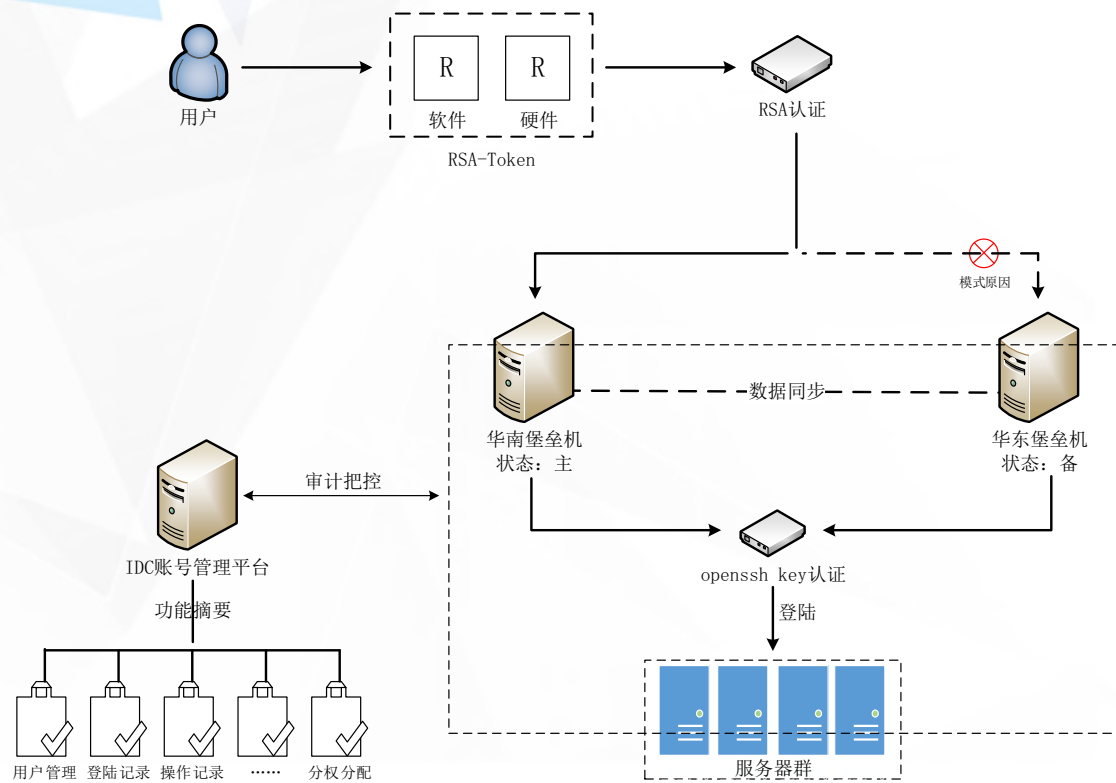 R
R
软件
硬件
用户
RSA认证
RSA-Token
模式原因
数据同步
华南堡垒机
状态：主
华东堡垒机
状态：备
审计把控
IDC账号管理平台
openssh key认证
功能摘要
登陆
服务器群
用户管理
登陆记录
操作记录
……
分权分配